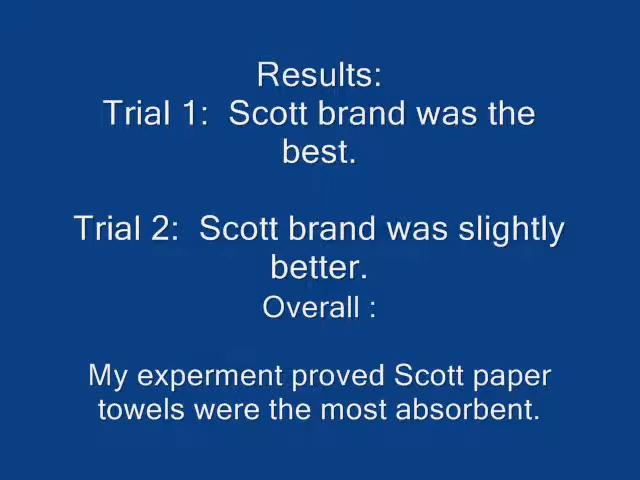 Results:
Trial 1:  Scott brand was the
best.
Trial 2:  Scott brand was slightly
better.
Overall :
My experment proved Scott paper
towels were the most absorbent.